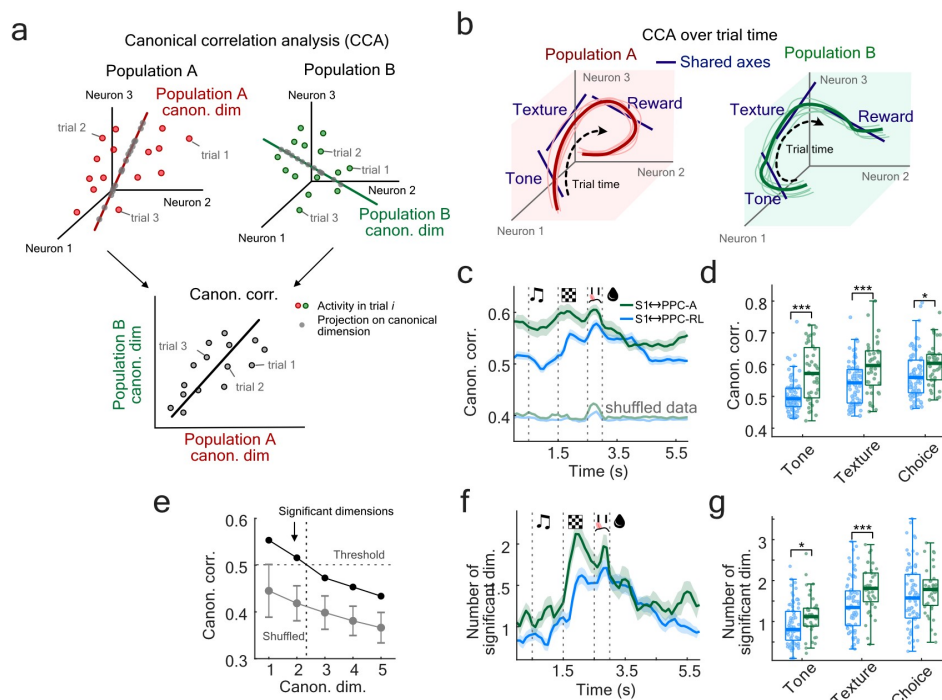 a
Canonical correlation analysis (CCA)
Population A
Population B
Neuron 3
Population A
canon. dim
trial 2
trial 1
trial 3
Neuron 2
Neuron 1
Neuron 3
trial 2
trial 1
Neuron 2
trial 3
Population B
canon. dim
Neuron 1
Canon. corr.
Population B
canon. dim
trial 3
trial 1
trial 2
Population A
canon. dim
Activity in trial i
Projection on canonical
dimension
b
CCA over trial time
Population A
Shared axes
Population B
Neuron 3
Texture
Reward
Tone
Trial time
Neuron 2
Neuron 1
Neuron 3
Texture
Reward
Trial time
Tone
Neuron 2
Neuron 1
c
Canon. corr.
0.6
0.5
0.4
S1↔PPC-A
S1↔PPC-RL
shuffled data
1.5
3.5
5.5
Time (s)
d
Canon. corr.
0.8
0.7
0.6
0.5
0.4
***
***
*
Tone
Texture
Choice
e
Canon. corr.
0.6
0.5
0.4
0.3
Significant dimensions
Threshold
Shuffled
1 2 3 4 5
Canon. dim.
f
Number of
significant dim.
2
.5
1
1.5
3.5
5.5
Time (s)
g
Number of
significant dim.
3
2
1
*
***
Tone
Texture
Choice